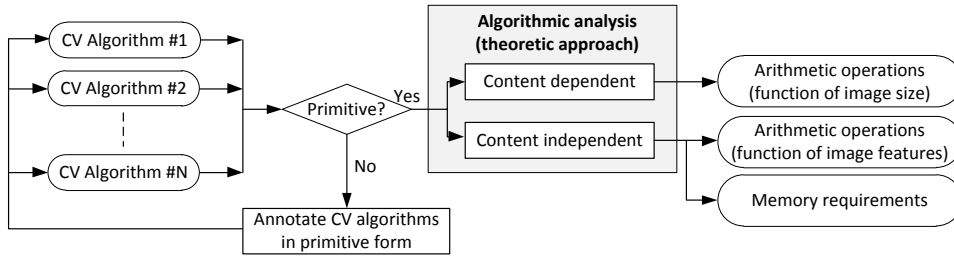 CV Algorithm #1
CV Algorithm #2
CV Algorithm #N
Primitive?
Yes
No
Annotate CV algorithms
in primitive form
Algorithmic analysis
(theoretic approach)
Content dependent
Content independent
Arithmetic operations
(function of image size)
Arithmetic operations
(function of image features)
Memory requirements